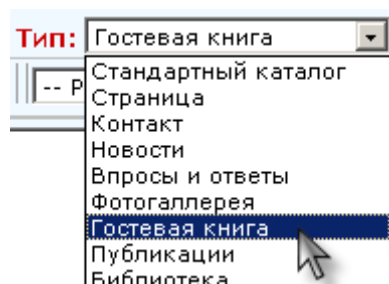 Тип: Гостевая книга
-- Р
Стандартный каталог
Страница
Контакт
Новости
Впросы и ответы
Фотогаллерея
Гостевая книга
Публикации
Библиотека